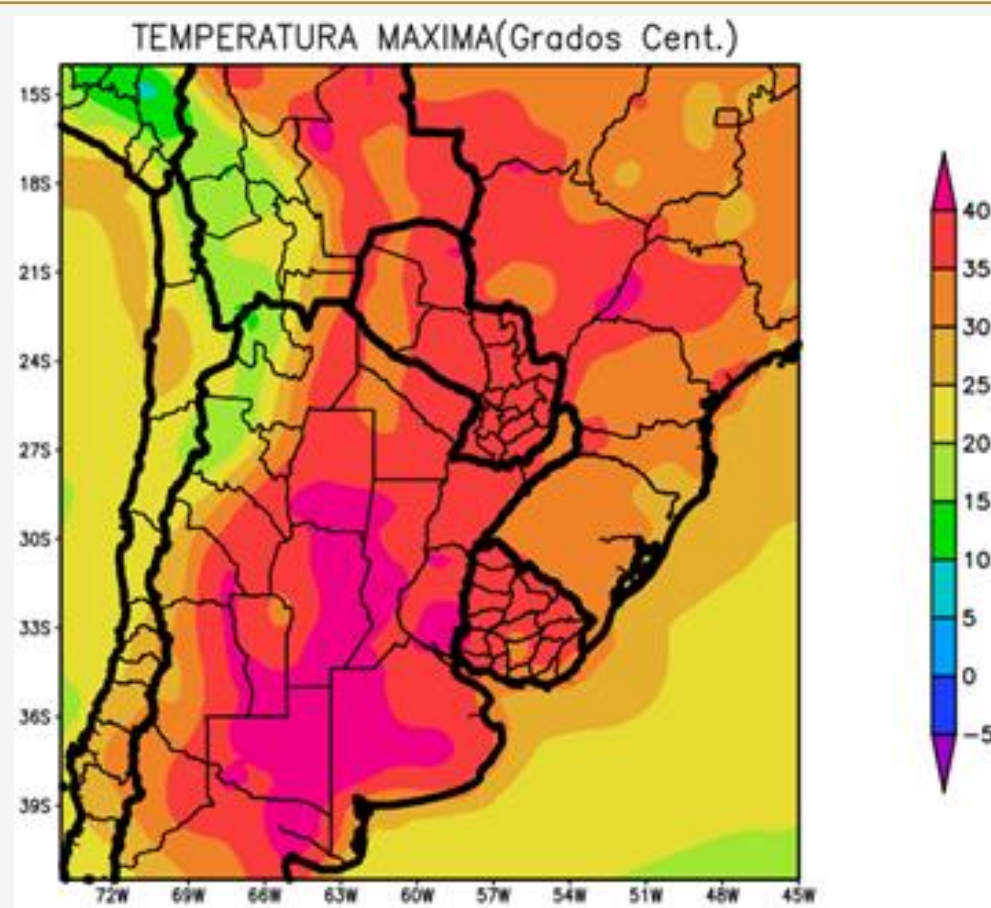 TEMPERATURA MAXIMA(Grados Cent.)
15S
18S
21S
24S
27S
30S
33S
36S
39S
72W 69W 66W 63W 60W 57W 54W 51W 48W 45W
40
35
30
25
20
15
10
5
0
-5